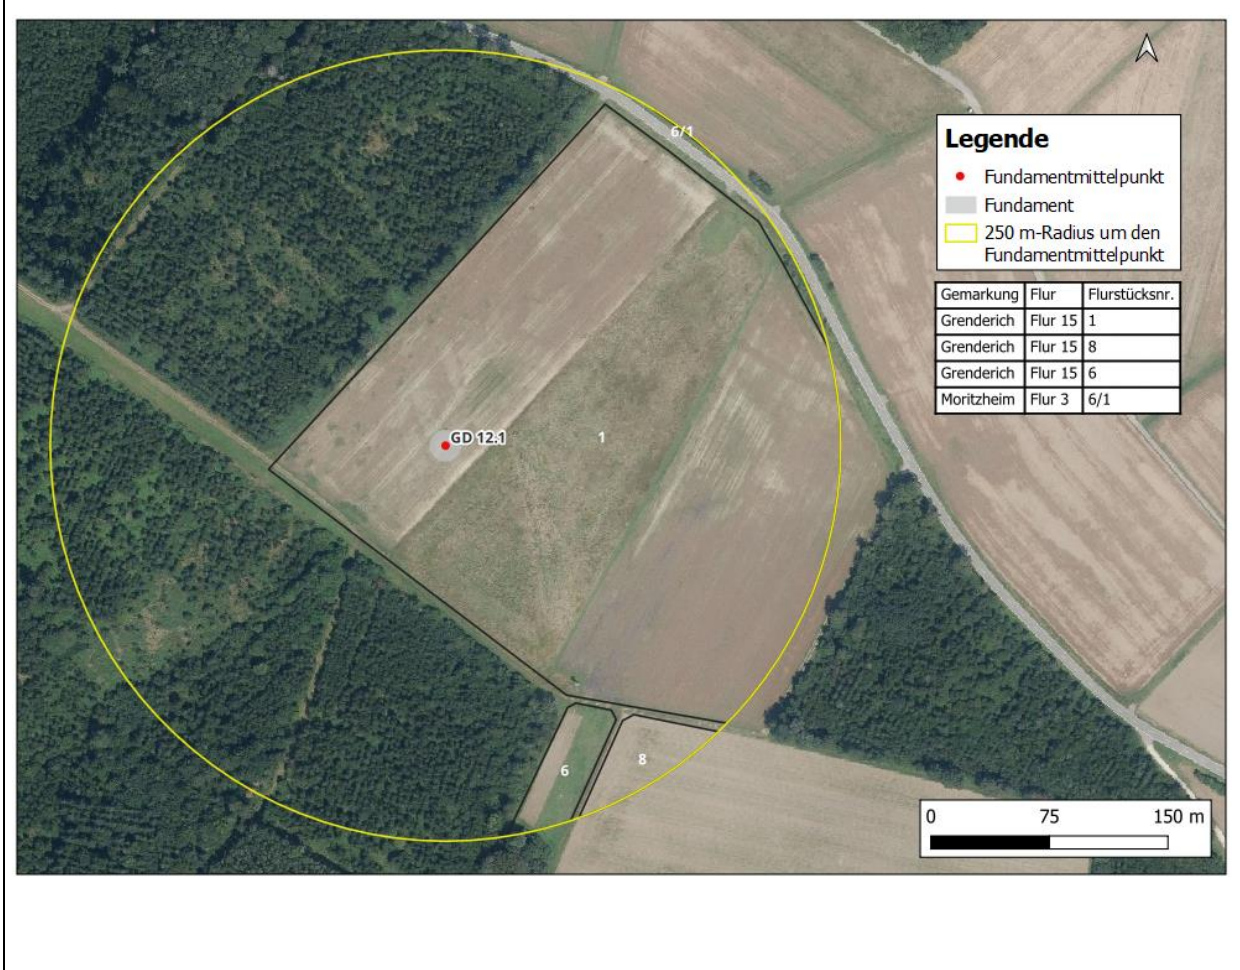 6/1
Legende
Fundamentmittelpunkt
Fundament
250 m-Radius um den
Fundamentmittelpunkt
Gemarkung Flur Flurstücksnr.
Grenderich Flur 15 1
Grenderich Flur 15 8
Grenderich Flur 15 6
Moritzheim Flur 3 6/1
GD 12.1
1
8
6
0 75 150 m